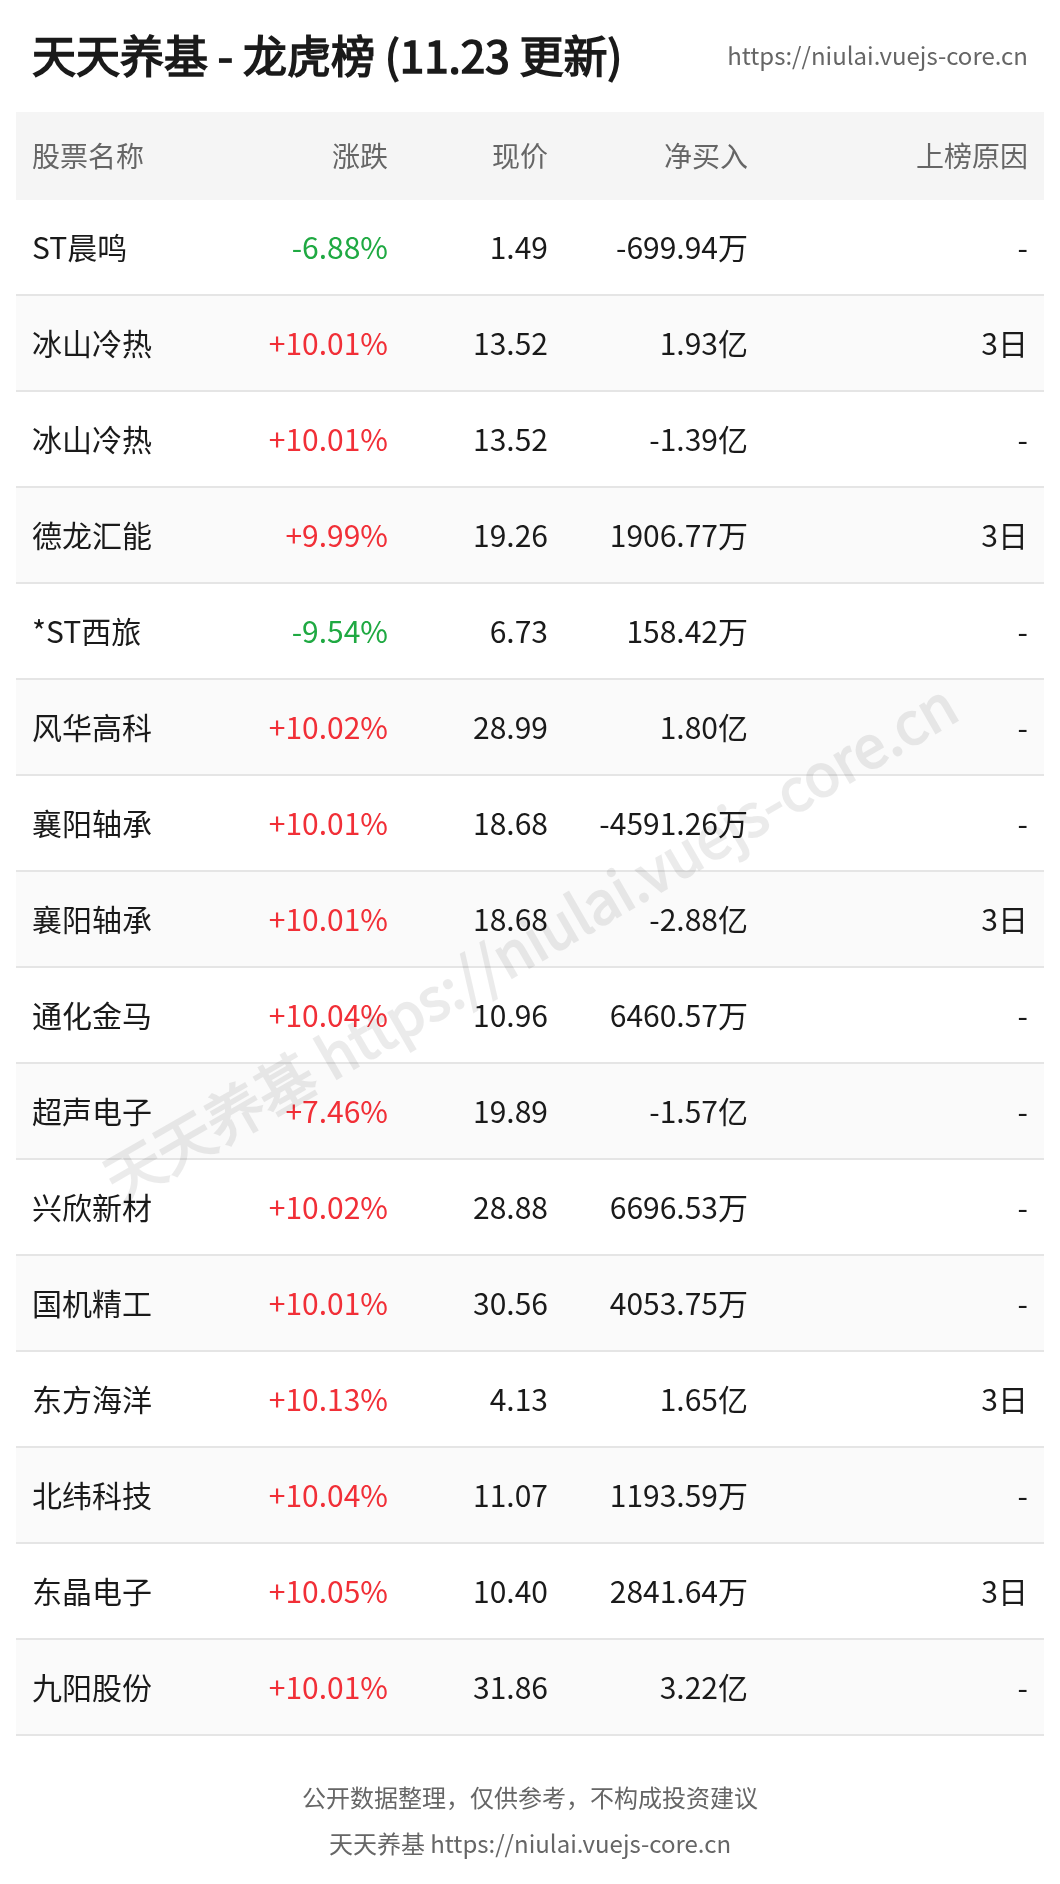 天天养基 - 龙虎榜 (11.23 更新) https://niulai.vuejs-core.cn
股票名称 涨跌 现价 净买入 上榜原因
ST晨鸣 -6.88% 1.49 -699.94万 -
冰山冷热 +10.01% 13.52 1.93亿 3日
冰山冷热 +10.01% 13.52 -1.39亿 -
德龙汇能 +9.99% 19.26 1906.77万 3日
*ST西旅 -9.54% 6.73 158.42万 -
风华高科 +10.02% 28.99 1.80亿 -
襄阳轴承 +10.01% 18.68 -4591.26万 -
襄阳轴承 +10.01% 18.68 -2.88亿 3日
通化金马 +10.04% 10.96 6460.57万 -
超声电子 +7.46% 19.89 -1.57亿 -
兴欣新材 +10.02% 28.88 6696.53万 -
国机精工 +10.01% 30.56 4053.75万 -
东方海洋 +10.13% 4.13 1.65亿 3日
北纬科技 +10.04% 11.07 1193.59万 -
东晶电子 +10.05% 10.40 2841.64万 3日
九阳股份 +10.01% 31.86 3.22亿 -
天天养基 https://niulai.vuejs-core.cn
公开数据整理，仅供参考，不构成投资建议
天天养基 https://niulai.vuejs-core.cn